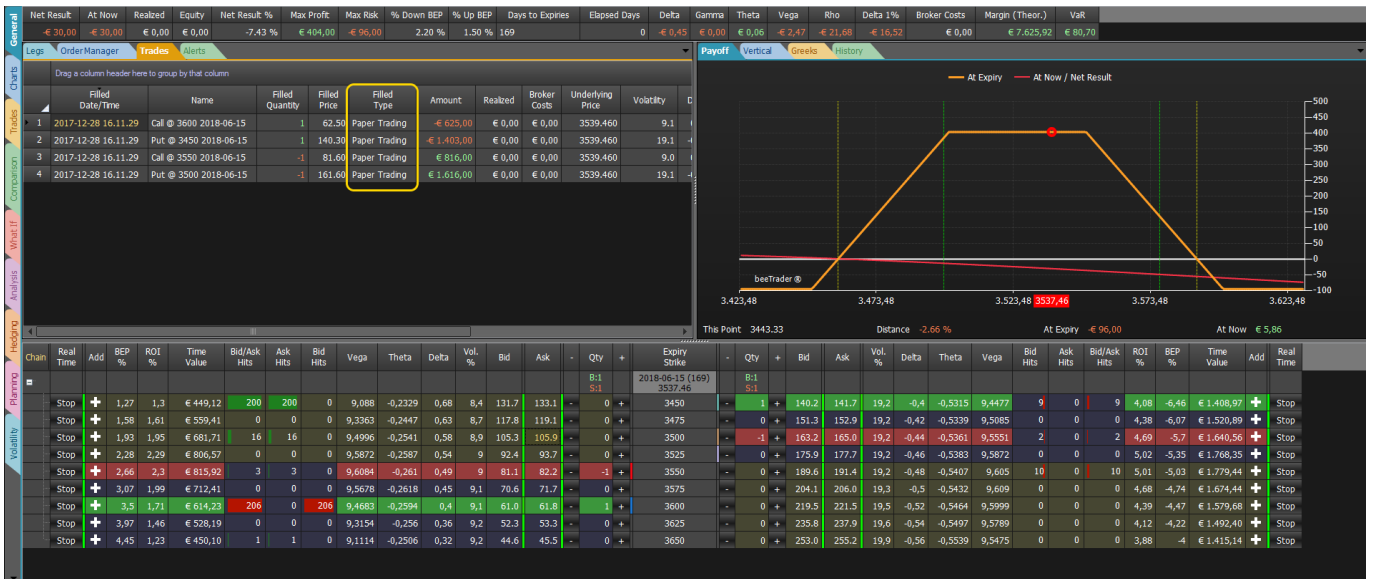 General
Charts
Trades
Comparison
What If
Analysis
Hedging
Planning
Volatility
Net Result At Now Realized Equity Net Result % Max Profit Max Risk % Down BEP % Up BEP Days to Expiries Elapsed Days Delta Gamma Theta Vega Rho Delta 1% Broker Costs Margin (Theor.) VaR
-€ 30,00 -€ 30,00 € 0,00 € 0,00 -7.43 % € 404,00 -€ 96,00 2.20 % 1.50 % 169 0 -€ 0,45 € 0,00 € 0,06 -€ 2,47 -€ 21,68 -€ 16,52 € 0,00 € 7.625,92 € 80,70
Legs OrderManager Trades Alerts
Drag a column header here to group by that column
Filled Date/Time Name Filled Quantity Filled Price Filled Type Amount Realized Broker Costs Underlying Price Volatility D
1 2017-12-28 16.11.29 Call @ 3600 2018-06-15 1 62.50 Paper Trading -€ 625,00 € 0,00 € 0,00 3539.460 9.1
2 2017-12-28 16.11.29 Put @ 3450 2018-06-15 1 140.30 Paper Trading -€ 1.403,00 € 0,00 € 0,00 3539.460 19.1
3 2017-12-28 16.11.29 Call @ 3550 2018-06-15 -1 81.60 Paper Trading € 816,00 € 0,00 € 0,00 3539.460 9.0
4 2017-12-28 16.11.29 Put @ 3500 2018-06-15 -1 161.60 Paper Trading € 1.616,00 € 0,00 € 0,00 3539.460 19.1
Payoff Vertical Greeks History
At Expiry At Now / Net Result
500
450
400
350
300
250
200
150
100
50
0
-50
-100
beeTrader ®
3.423,48 3.473,48 3.523,48 3537,46 3.573,48 3.623,48
This Point 3443.33 Distance -2.66 % At Expiry -€ 96,00 At Now € 5,86
Chain Real Time Add BEP % ROI % Time Value Bid/Ask Hits Ask Hits Bid Hits Vega Theta Delta Vol. % Bid Ask - Qty + Expiry Strike - Qty + Bid Ask Vol. % Delta Theta Vega Bid Hits Ask Hits Bid/Ask Hits ROI % BEP % Time Value Add Real Time
B:1 2018-06-15 (169) B:1
S:1 3537.46 S:1
Stop + 1,27 1,3 € 449,12 200 200 0 9,088 -0,2329 0,68 8,4 131.7 133.1 - 0 + 3450 - 1 + 140.2 141.7 19,2 -0,4 -0,5315 9,4477 9 0 9 4,08 -6,46 € 1.408,97 + Stop
Stop + 1,58 1,61 € 559,41 0 0 0 9,3363 -0,2447 0,63 8,7 117.8 119.1 - 0 + 3475 - 0 + 151.3 152.9 19,2 -0,42 -0,5339 9,5085 0 0 0 4,38 -6,07 € 1.520,89 + Stop
Stop + 1,93 1,95 € 681,71 16 16 0 9,4996 -0,2541 0,58 8,9 105.3 105.9 - 0 + 3500 - -1 + 163.2 165.0 19,2 -0,44 -0,5361 9,5551 2 0 2 4,69 -5,7 € 1.640,56 + Stop
Stop + 2,28 2,29 € 806,57 0 0 0 9,5872 -0,2587 0,54 9 92.4 93.7 - 0 + 3525 - 0 + 175.9 177.7 19,2 -0,46 -0,5383 9,5872 0 0 0 5,02 -5,35 € 1.768,35 + Stop
Stop + 2,66 2,3 € 815,92 3 3 0 9,6084 -0,261 0,49 9 81.1 82.2 - -1 + 3550 - 0 + 189.6 191.4 19,2 -0,48 -0,5407 9,605 10 0 10 5,01 -5,03 € 1.779,44 + Stop
Stop + 3,07 1,99 € 712,41 0 0 0 9,5678 -0,2618 0,45 9,1 70.6 71.7 - 0 + 3575 - 0 + 204.1 206.0 19,3 -0,5 -0,5432 9,609 0 0 0 4,68 -4,74 € 1.674,44 + Stop
Stop + 3,5 1,71 € 614,23 206 0 206 9,4683 -0,2594 0,4 9,1 61.0 61.8 - 1 + 3600 - 0 + 219.5 221.5 19,5 -0,52 -0,5464 9,5999 0 0 0 4,39 -4,47 € 1.579,68 + Stop
Stop + 3,97 1,46 € 528,19 0 0 0 9,3154 -0,256 0,36 9,2 52.3 53.3 - 0 + 3625 - 0 + 235.8 237.9 19,6 -0,54 -0,5497 9,5789 0 0 0 4,12 -4,22 € 1.492,40 + Stop
Stop + 4,45 1,23 € 450,10 1 1 0 9,1114 -0,2506 0,32 9,2 44.6 45.5 - 0 + 3650 - 0 + 253.0 255.2 19,9 -0,56 -0,5539 9,5475 0 0 0 3,88 -4 € 1.415,14 + Stop